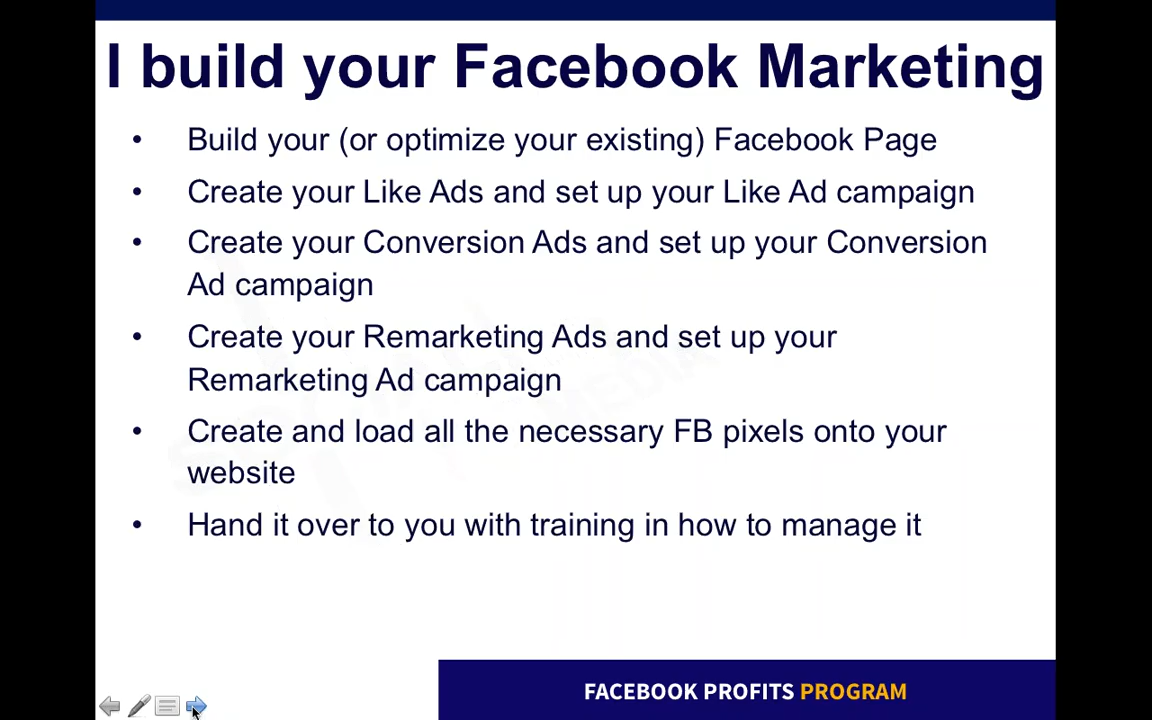 I build your Facebook Marketing
• Build your (or optimize your existing) Facebook Page
• Create your Like Ads and set up your Like Ad campaign
• Create your Conversion Ads and set up your Conversion
Ad campaign
• Create your Remarketing Ads and set up your
Remarketing Ad campaign
• Create and load all the necessary FB pixels onto your
website
• Hand it over to you with training in how to manage it
MEDIA
FACEBOOK PROFITS PROGRAM